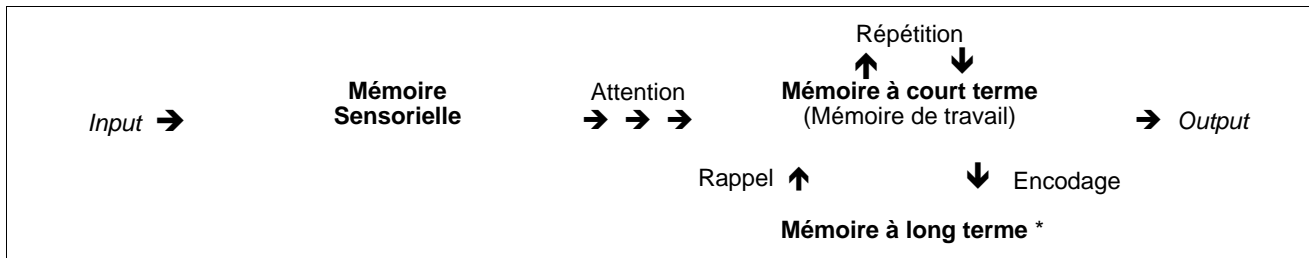 Répétition
Input Mémoire Sensorielle Attention Mémoire à court terme (Mémoire de travail) Output
Rappel Encodage
Mémoire à long terme *